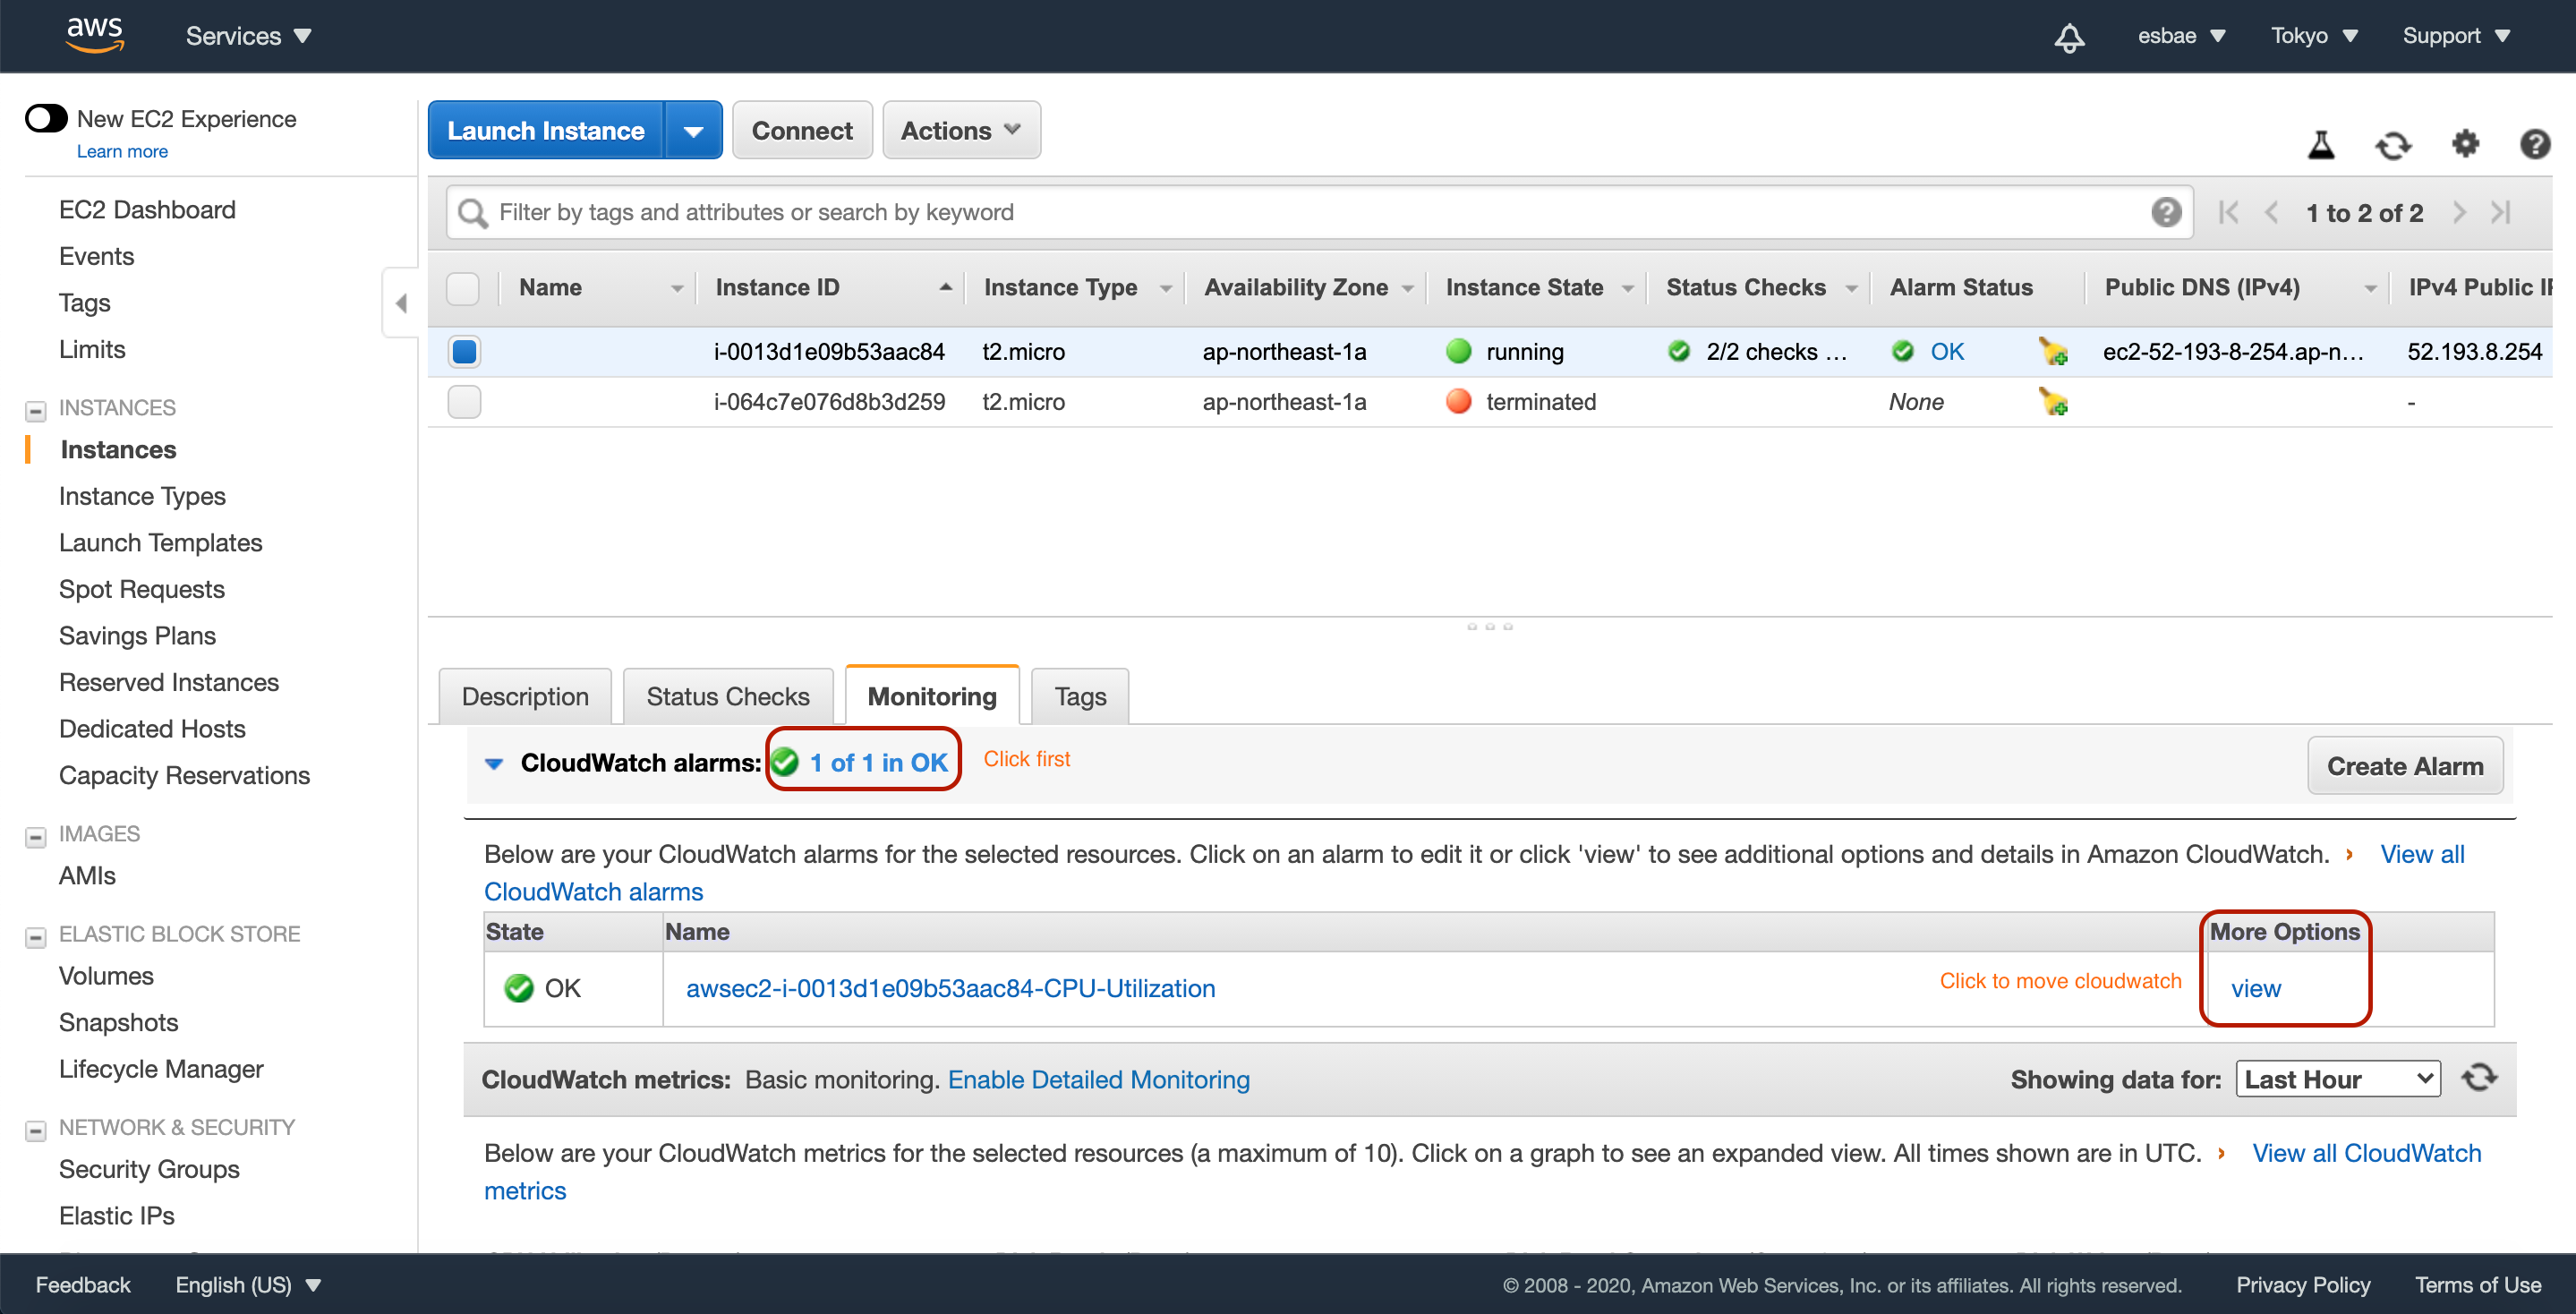 aws
Services
esbae
Tokyo
Support
New EC2 Experience
Learn more
EC2 Dashboard
Events
Tags
Limits
INSTANCES
Instances
Instance Types
Launch Templates
Spot Requests
Savings Plans
Reserved Instances
Dedicated Hosts
Capacity Reservations
IMAGES
AMIs
ELASTIC BLOCK STORE
Volumes
Snapshots
Lifecycle Manager
NETWORK & SECURITY
Security Groups
Elastic IPs
Launch Instance
Connect
Actions
Filter by tags and attributes or search by keyword
1 to 2 of 2
Name Instance ID Instance Type Availability Zone Instance State Status Checks Alarm Status Public DNS (IPv4) IPv4 Public IP
i-0013d1e09b53aac84 t2.micro ap-northeast-1a running 2/2 checks ... OK ec2-52-193-8-254.ap-n... 52.193.8.254
i-064c7e076d8b3d259 t2.micro ap-northeast-1a terminated None -
Description
Status Checks
Monitoring
Tags
CloudWatch alarms: 1 of 1 in OK Click first
Create Alarm
Below are your CloudWatch alarms for the selected resources. Click on an alarm to edit it or click 'view' to see additional options and details in Amazon CloudWatch. View all
CloudWatch alarms
State Name More Options
OK awsec2-i-0013d1e09b53aac84-CPU-Utilization Click to move cloudwatch view
CloudWatch metrics: Basic monitoring. Enable Detailed Monitoring Showing data for: Last Hour
Below are your CloudWatch metrics for the selected resources (a maximum of 10). Click on a graph to see an expanded view. All times shown are in UTC. View all CloudWatch
metrics
Feedback
English (US)
© 2008 - 2020, Amazon Web Services, Inc. or its affiliates. All rights reserved.
Privacy Policy
Terms of Use